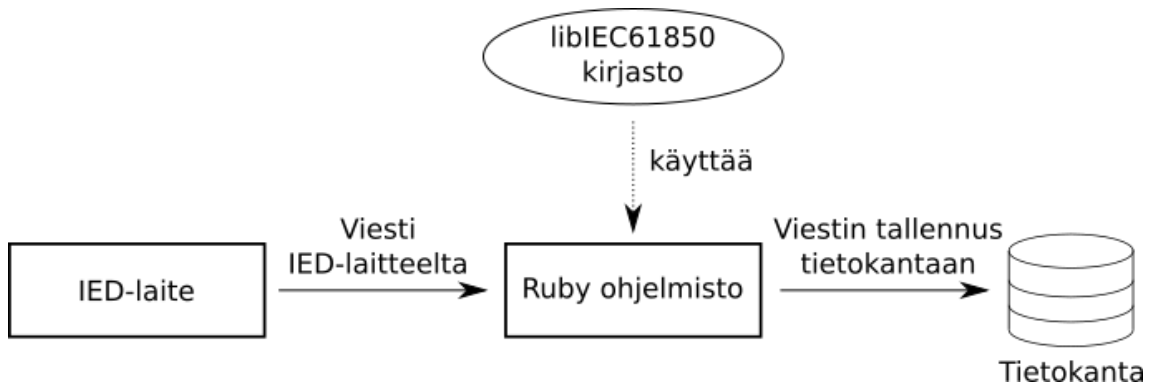 libIEC61850
kirjasto
käyttää
Viesti
IED-laitteelta
Viestin tallennus
tietokantaan
IED-laite
Ruby ohjelmisto
Tietokanta